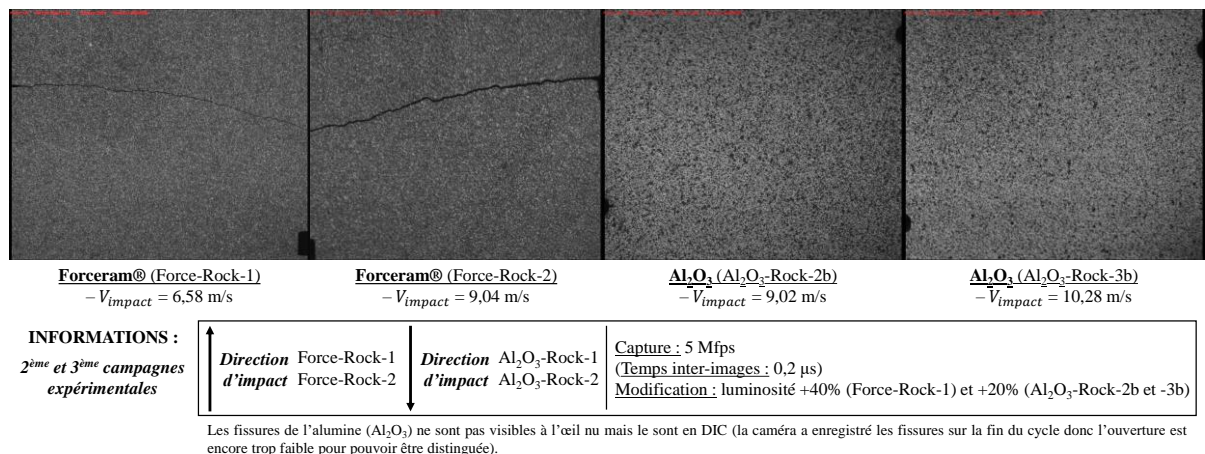 Forceram® (Force-Rock-1)
– V_impact = 6,58 m/s
Forceram® (Force-Rock-2)
– V_impact = 9,04 m/s
Al₂O₃ (Al₂O₃-Rock-2b)
– V_impact = 9,02 m/s
Al₂O₃ (Al₂O₃-Rock-3b)
– V_impact = 10,28 m/s
INFORMATIONS :
2ème et 3ème campagnes
expérimentales
Direction
d'impact
Force-Rock-1
Force-Rock-2
Direction
d'impact
Al₂O₃-Rock-1
Al₂O₃-Rock-2
Capture : 5 Mfps
(Temps inter-images : 0,2 μs)
Modification : luminosité +40% (Force-Rock-1) et +20% (Al₂O₃-Rock-2b et -3b)
Les fissures de l'alumine (Al₂O₃) ne sont pas visibles à l'œil nu mais le sont en DIC (la caméra a enregistré les fissures sur la fin du cycle donc l'ouverture est
encore trop faible pour pouvoir être distinguée).